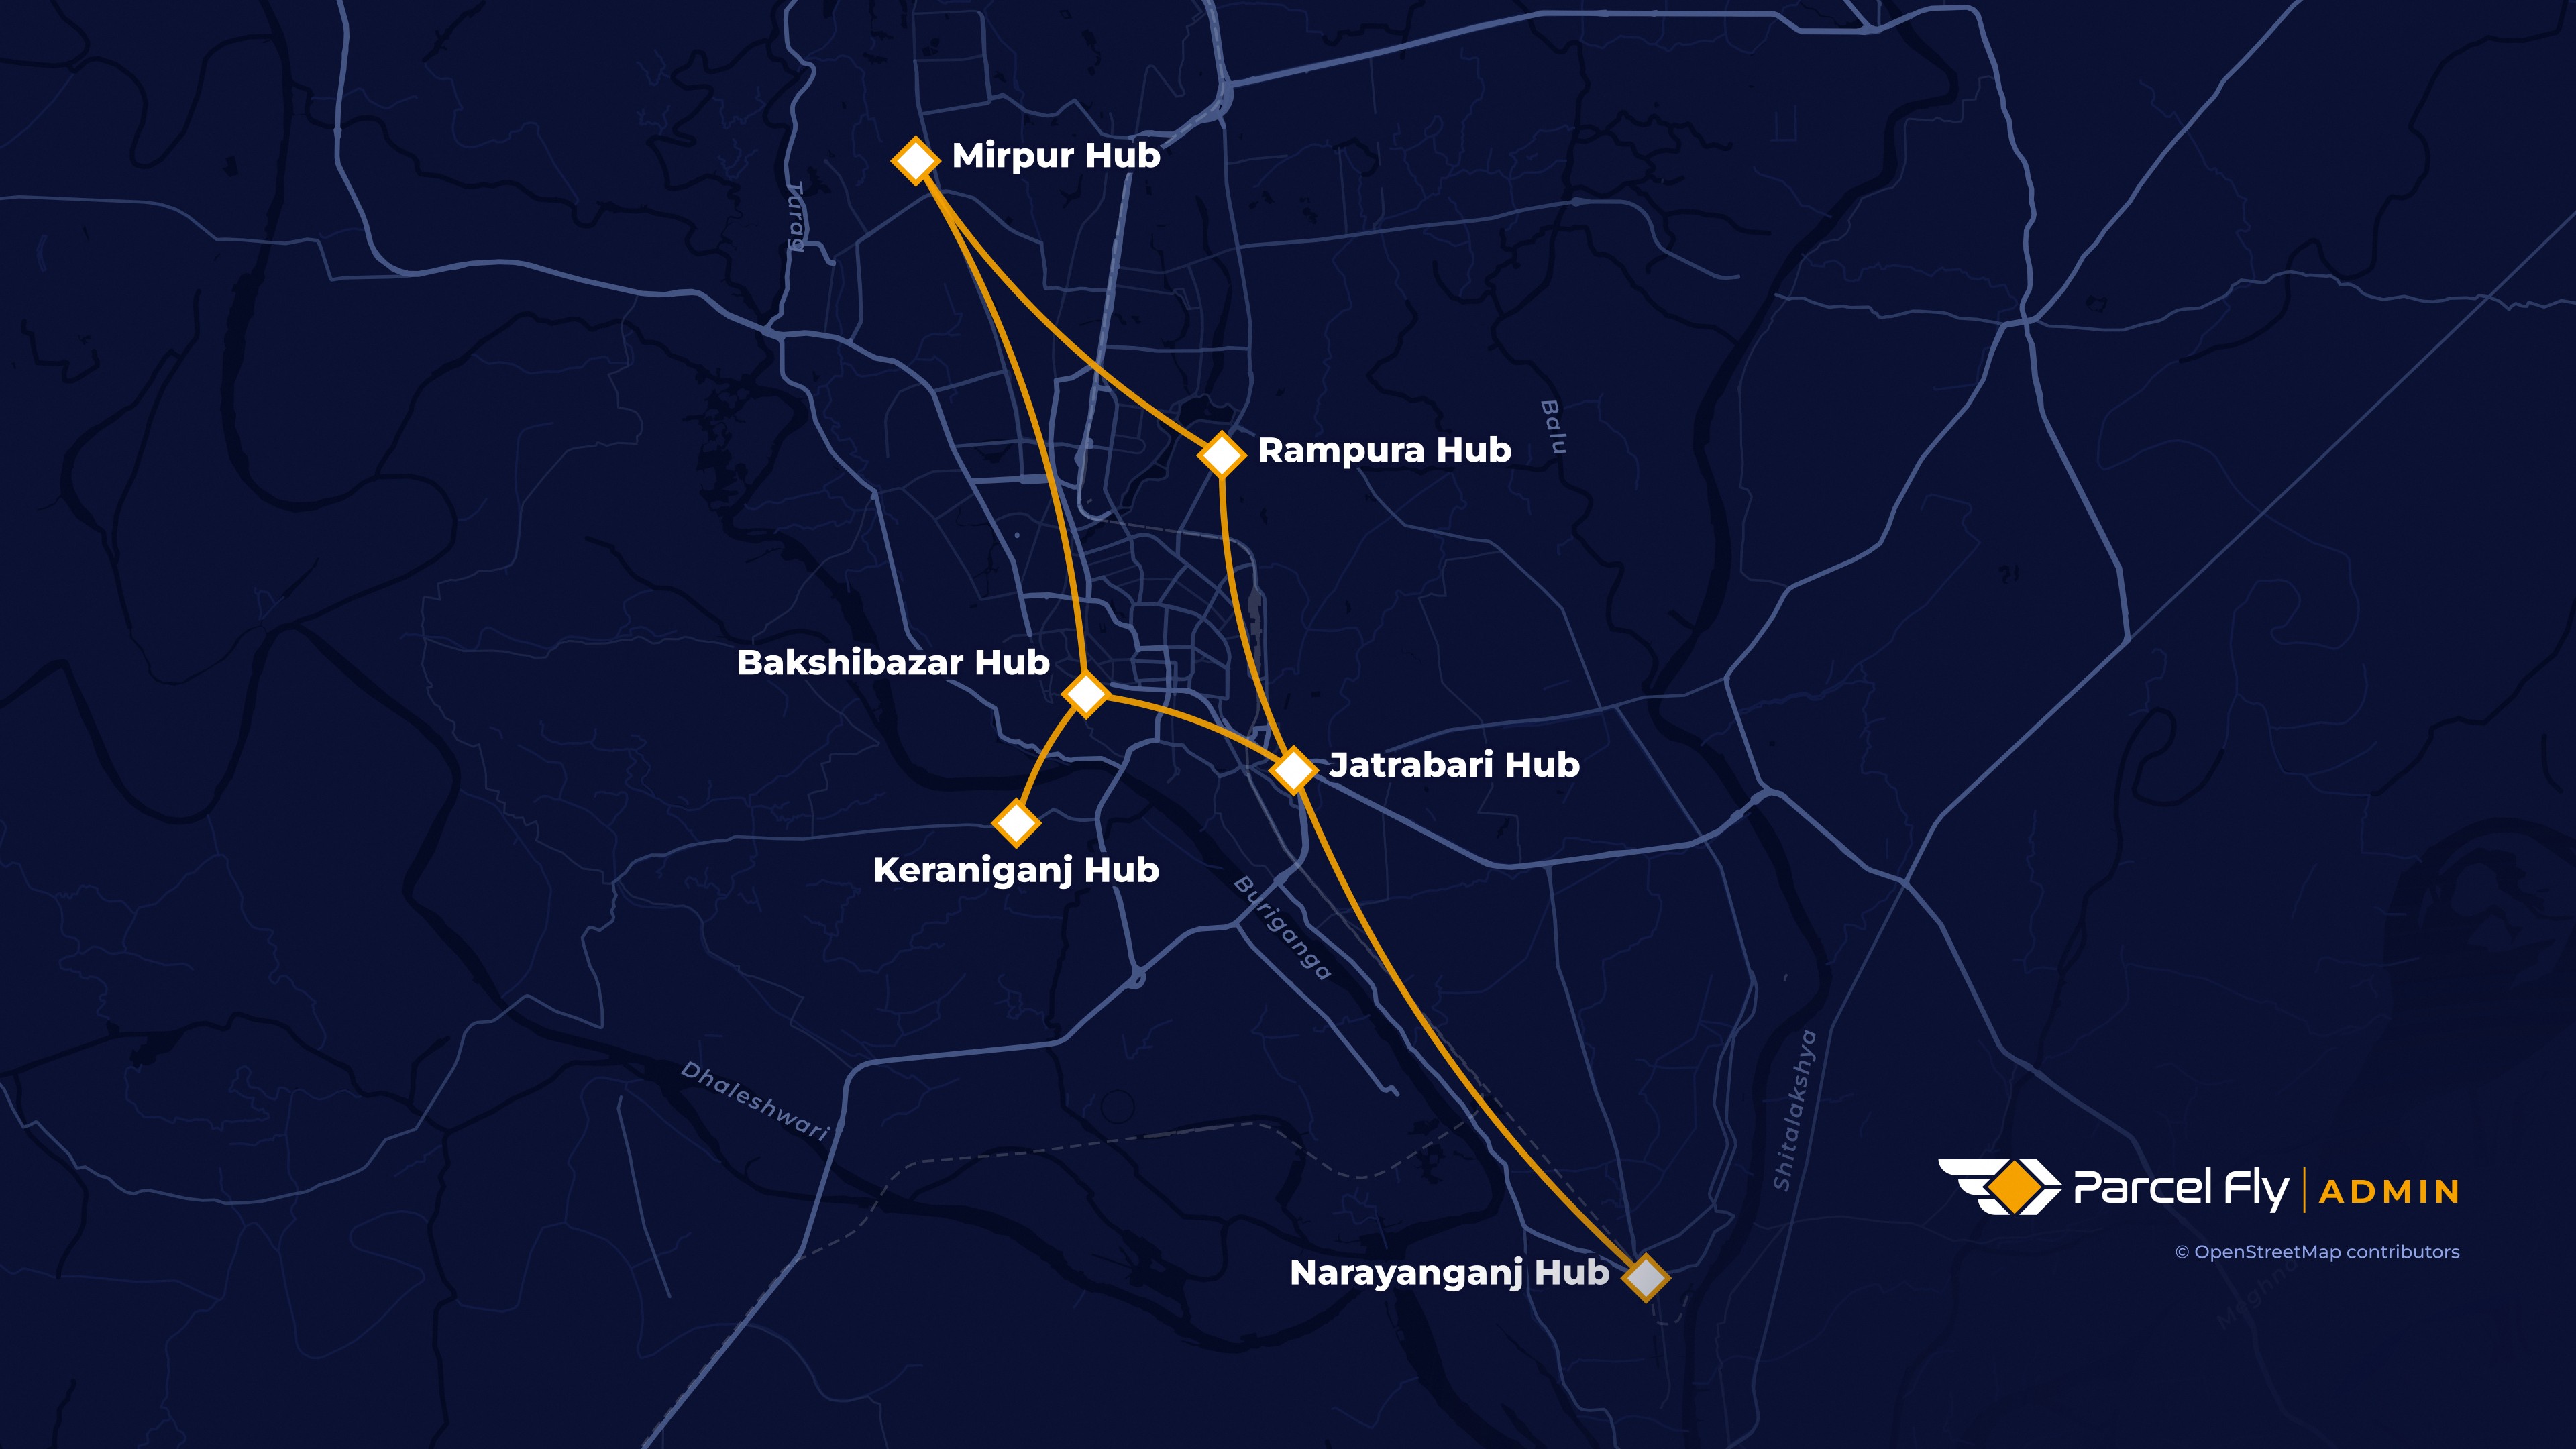 Mirpur Hub
Turag
Balu
Rampura Hub
Bakshibazar Hub
Jatrabari Hub
Keraniganj Hub
Buriganga
Dhaleshwari
Shitalakshya
Parcel Fly | ADMIN
© OpenStreetMap contributors
Narayanganj Hub
Meghna